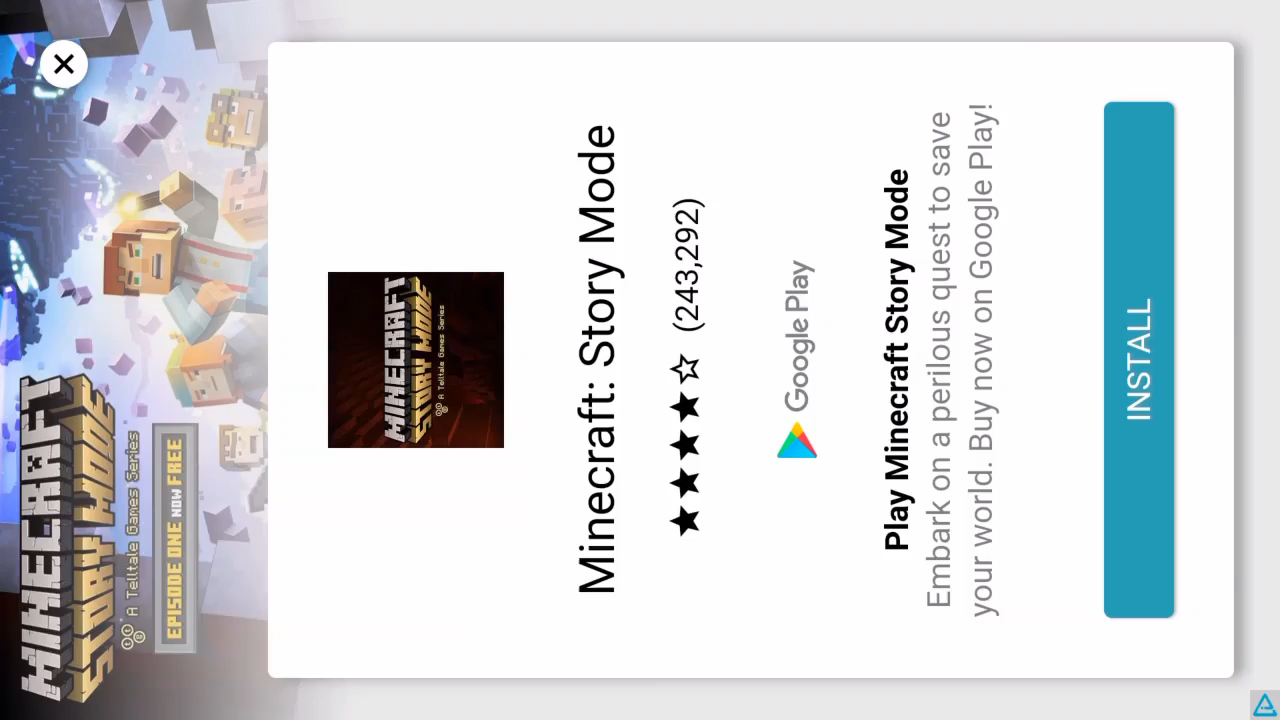 MINECRAFT
STORY MODE
A Telltale Games Series
EPISODE ONE NOW FREE
MINECRAFT
STORY MODE
A Telltale Games Series
Minecraft: Story Mode
(243,292)
Google Play
Play Minecraft Story Mode
Embark on a perilous quest to save
your world. Buy now on Google Play!
INSTALL